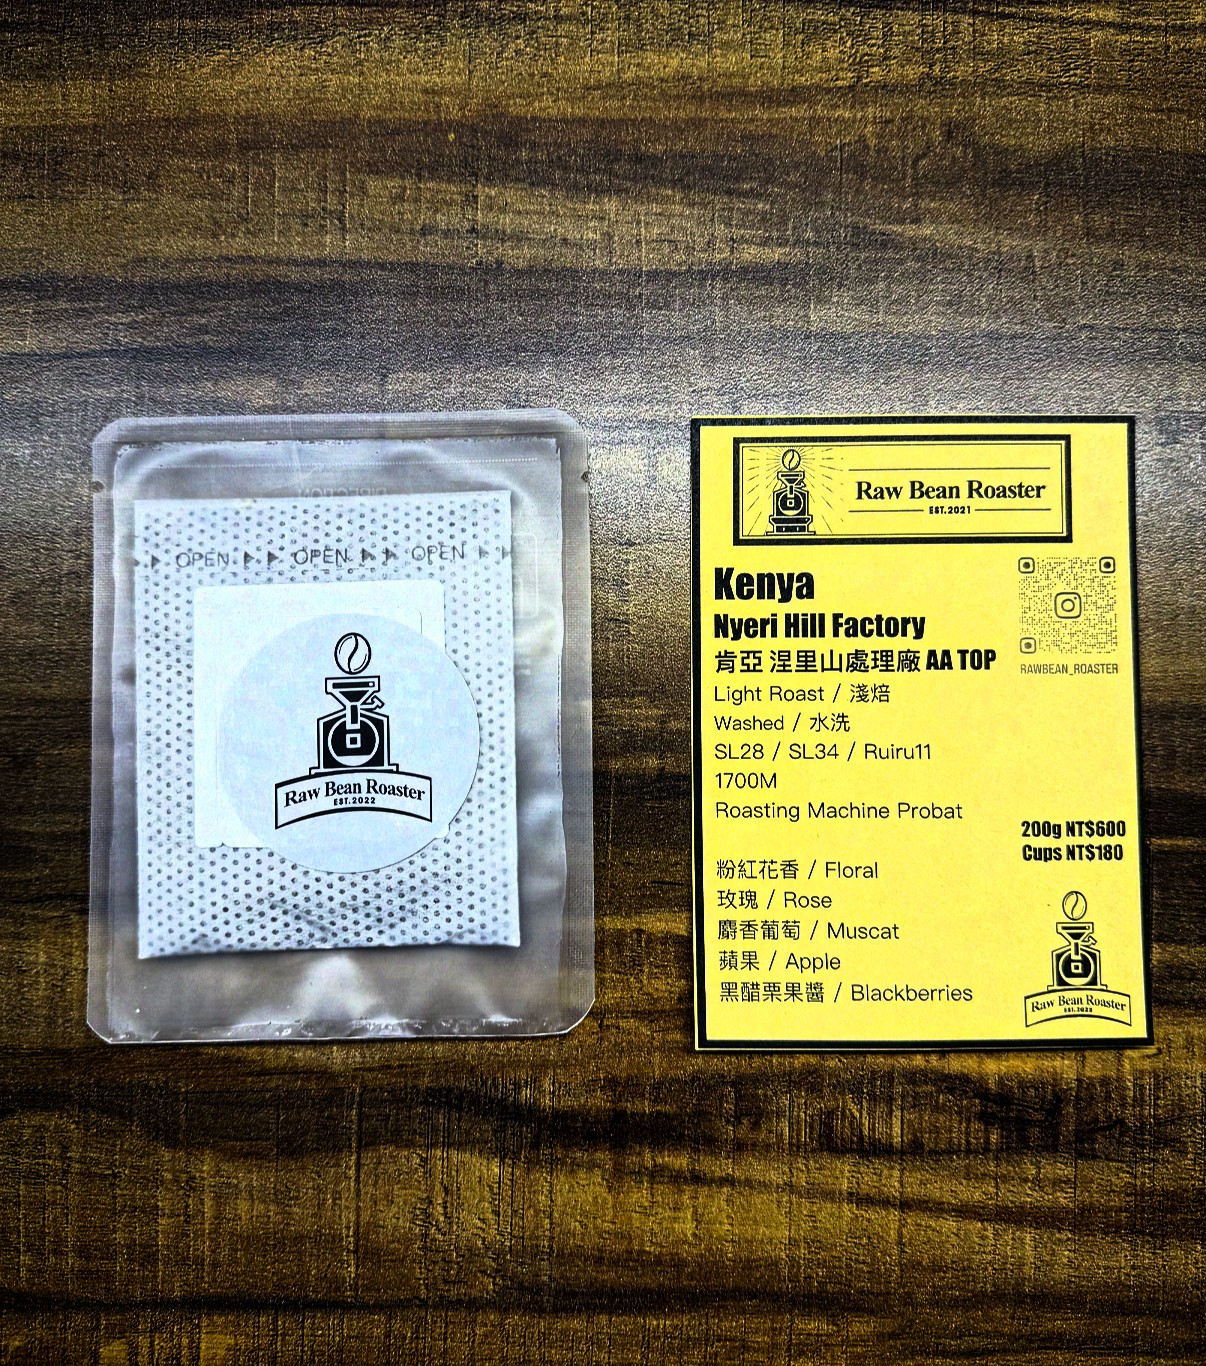 OPEN OPEN OPEN
Raw Bean Roaster
EST.2022
Raw Bean Roaster
EST.2021
Kenya
Nyeri Hill Factory
肯亞 涅里山處理廠 AA TOP
RAWBEAN_ROASTER
Light Roast / 淺焙
Washed / 水洗
SL28 / SL34 / Ruiru11
1700M
Roasting Machine Probat
200g NT$600
Cups NT$180
粉紅花香 / Floral
玫瑰 / Rose
麝香葡萄 / Muscat
蘋果 / Apple
黑醋栗果醬 / Blackberries
Raw Bean Roaster
EST.2022